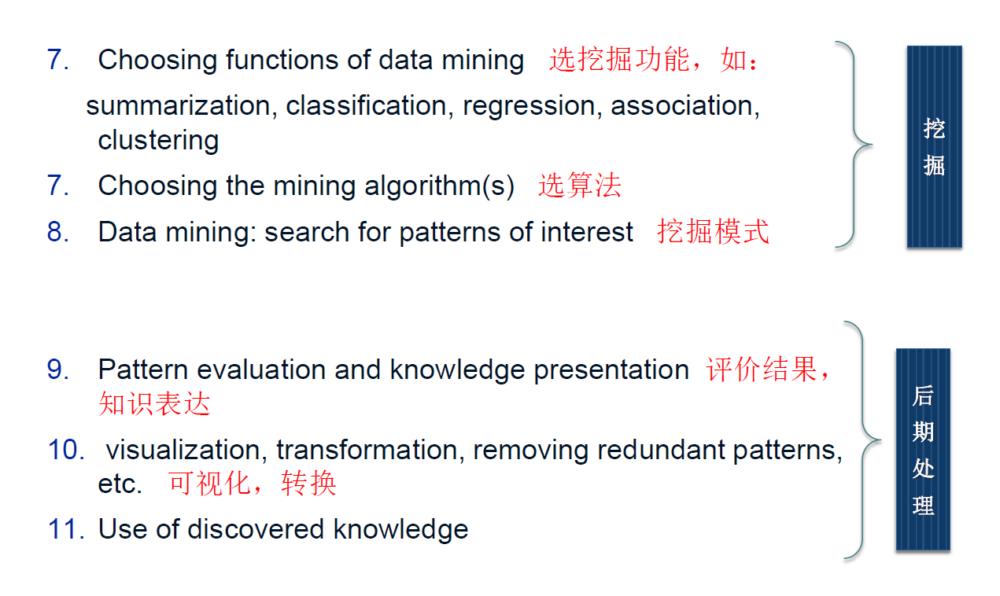 7. Choosing functions of data mining 选挖掘功能，如：
summarization, classification, regression, association,
clustering
7. Choosing the mining algorithm(s) 选算法
8. Data mining: search for patterns of interest 挖掘模式
挖
掘
9. Pattern evaluation and knowledge presentation 评价结果，
知识表达
10. visualization, transformation, removing redundant patterns,
etc. 可视化，转换
11. Use of discovered knowledge
后
期
处
理